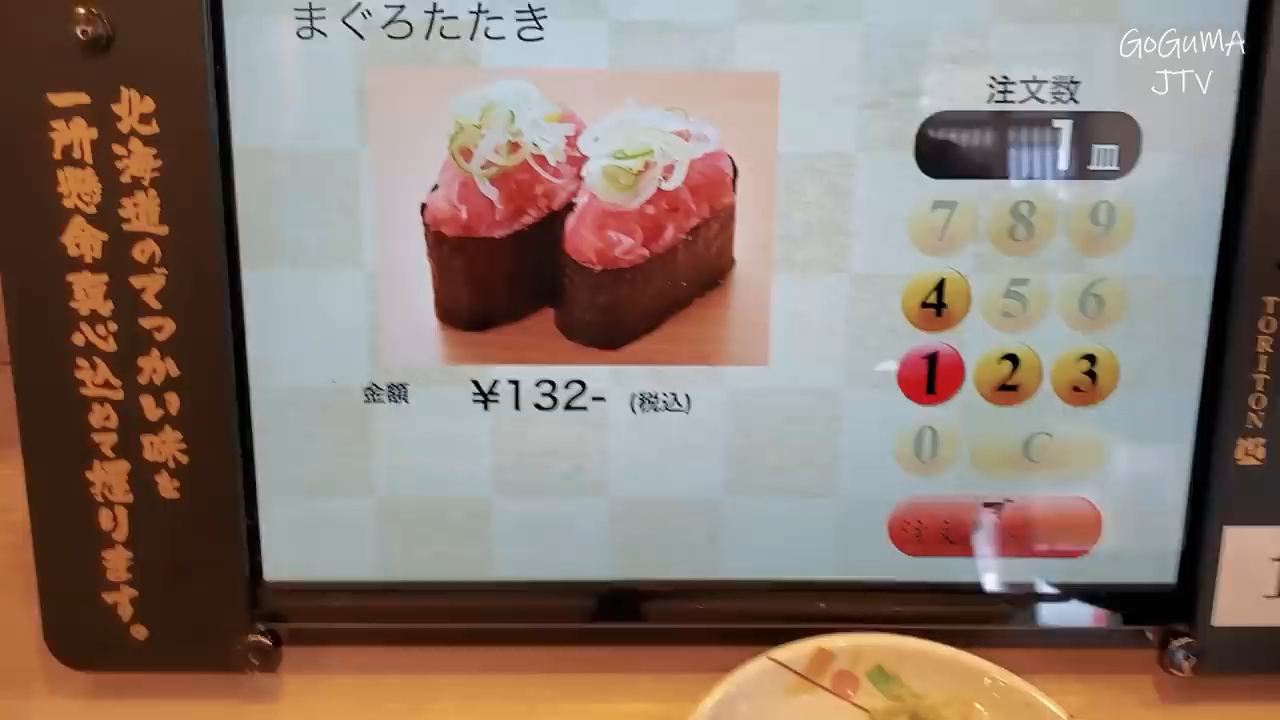 まぐろたたき
GoGuMA
JTV
北海道のでっかい味を
一所懸命真心込めて握ります。
注文数
1皿
7 8 9
4 5 6
1 2 3
0 C
金額 ¥132- (税込)
注文
TORITON